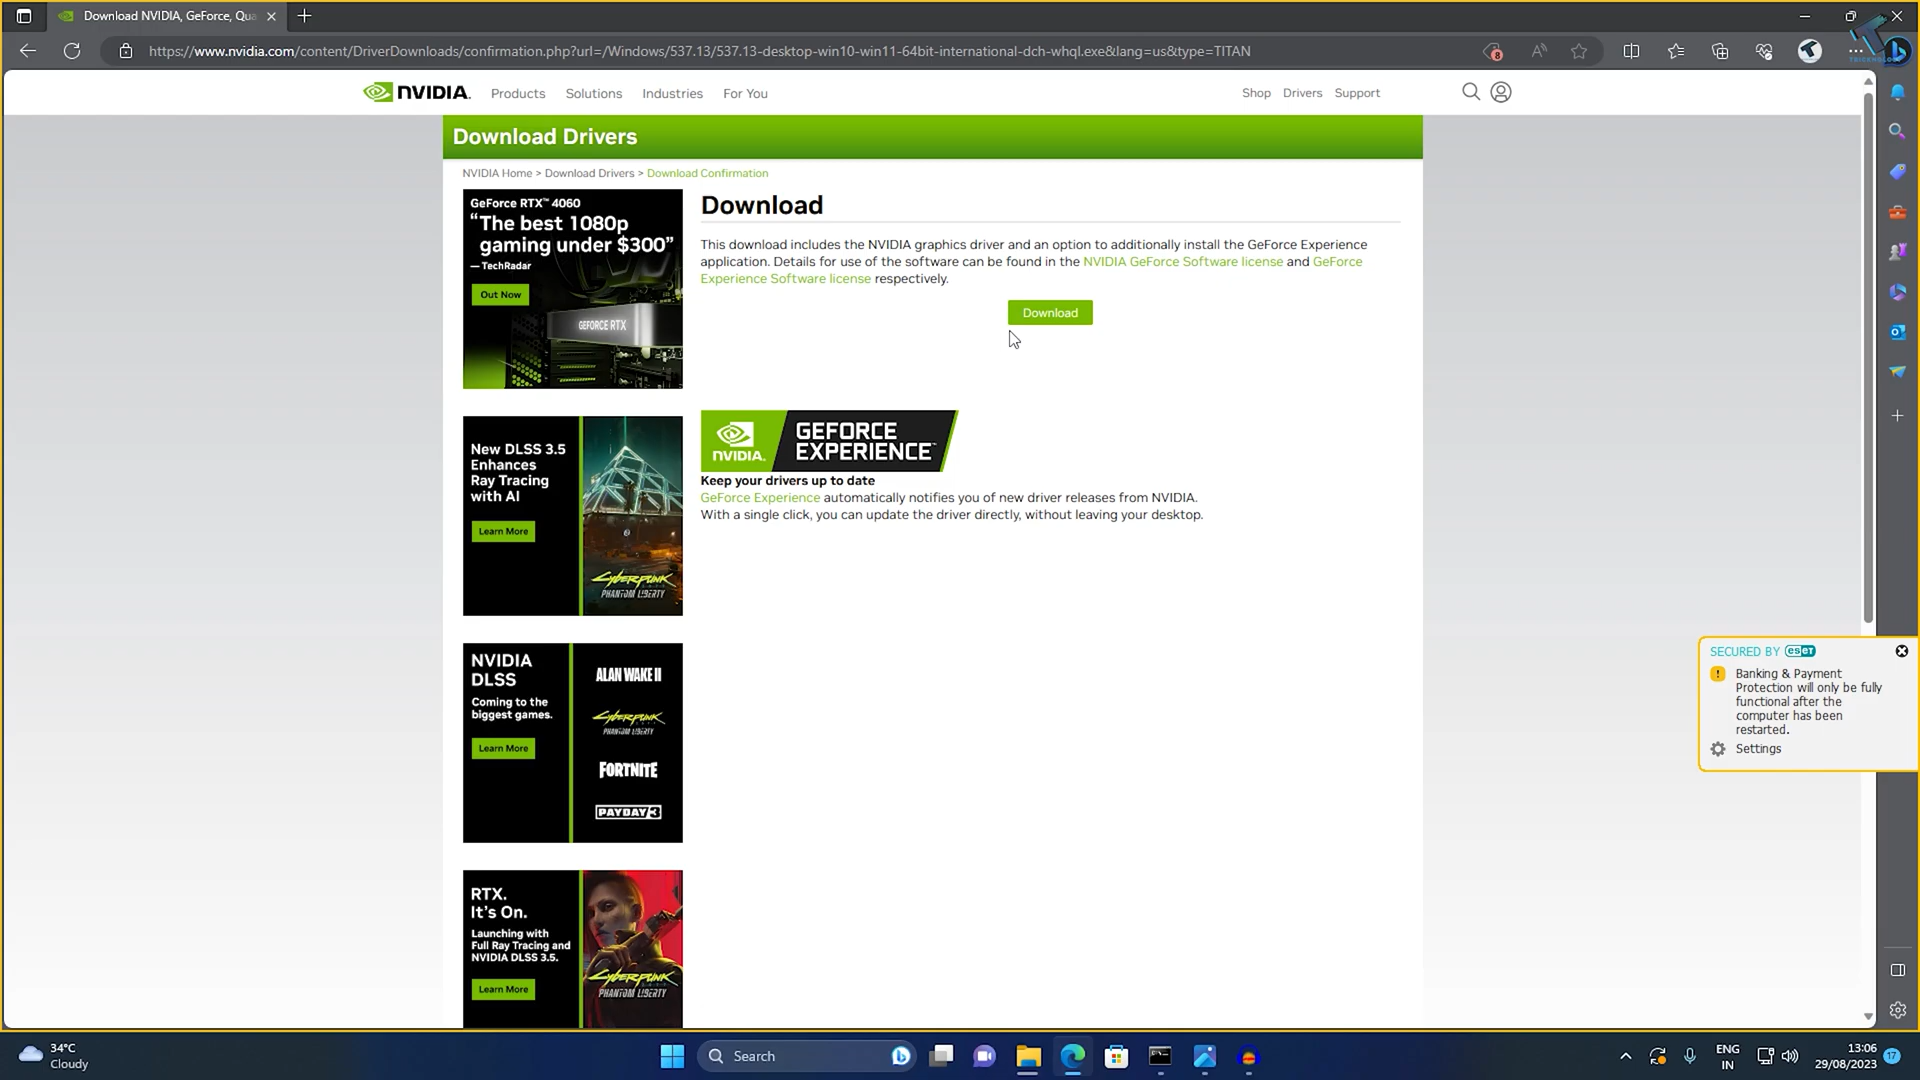 Download NVIDIA, GeForce, Qua
https://www.nvidia.com/content/DriverDownloads/confirmation.php?url=/Windows/537.13/537.13-desktop-win10-win11-64bit-international-dch-whql.exe&lang=us&type=TITAN
8
NVIDIA.
Products
Solutions
Industries
For You
Shop
Drivers
Support
Download Drivers
NVIDIA Home > Download Drivers > Download Confirmation
GeForce RTX™ 4060
“The best 1080p
gaming under $300”
— TechRadar
Out Now
GEFORCE RTX
Download
This download includes the NVIDIA graphics driver and an option to additionally install the GeForce Experience
application. Details for use of the software can be found in the NVIDIA GeForce Software license and GeForce
Experience Software license respectively.
Download
New DLSS 3.5
Enhances
Ray Tracing
with AI
Learn More
Cyberpunk
PHANTOM LIBERTY
NVIDIA.
GEFORCE
EXPERIENCE™
Keep your drivers up to date
GeForce Experience automatically notifies you of new driver releases from NVIDIA.
With a single click, you can update the driver directly, without leaving your desktop.
NVIDIA
DLSS
Coming to the
biggest games.
Learn More
ALAN WAKE II
Cyberpunk
PHANTOM LIBERTY
FORTNITE
PAYDAY 3
SECURED BY eset
Banking & Payment
Protection will only be fully
functional after the
computer has been
restarted.
Settings
RTX.
It’s On.
Launching with
Full Ray Tracing and
NVIDIA DLSS 3.5.
Learn More
Cyberpunk
PHANTOM LIBERTY
34°C
Cloudy
Search
ENG
IN
13:06
29/08/2023
17